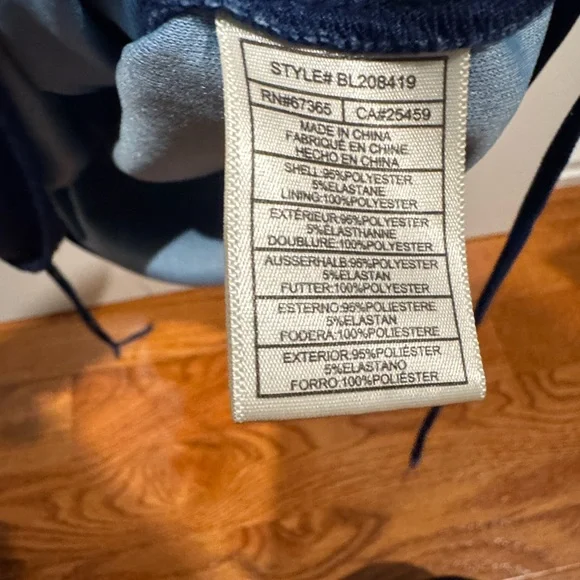 STYLE# BL208419
RN#67365 CA#25459
MADE IN CHINA
FABRIQUÉ EN CHINE
HECHO EN CHINA
SHELL:95%POLYESTER
5%ELASTANE
LINING:100%POLYESTER
EXTÉRIEUR:95%POLYESTER
5%ÉLASTHANNE
DOUBLURE:100%POLYESTER
AUSSERHALB:95%POLYESTER
5%ELASTAN
FUTTER:100%POLYESTER
ESTERNO:95%POLIESTERE
5%ELASTAN
FODERA:100%POLIESTERE
EXTERIOR:95%POLIÉSTER
5%ELASTANO
FORRO:100%POLIÉSTER